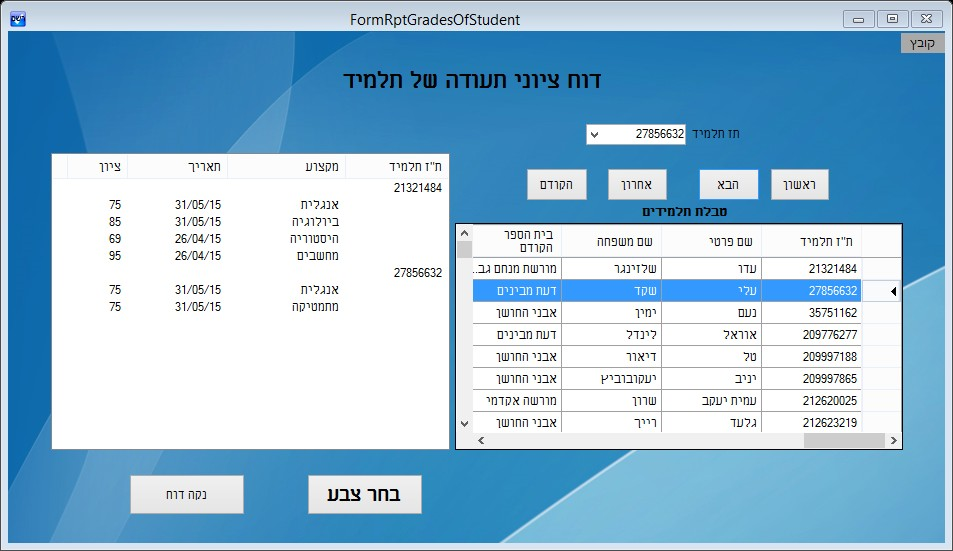 FormRptGradesOfStudent
קובץ
דוח ציוני תעודה של תלמיד
תז תלמיד 27856632
ראשון הבא אחרון הקודם
טבלת תלמידים
ת"ז תלמיד שם פרטי שם משפחה בית הספר הקודם
21321484 עדו שלזינגר מורשת מנחם גב...
27856632 עלי שקד דעת מבינים
35751162 נעם ימין אבני החושן
209776277 אוראל לינדל דעת מבינים
209997188 טל דיאור אבני החושן
209997865 יניב יעקובוביץ אבני החושן
212620025 עמית יעקב שרון מורשה אקדמי
212623219 גלעד רייך אבני החושן
ת"ז תלמיד מקצוע תאריך ציון
21321484
אנגלית 31/05/15 75
ביולוגיה 31/05/15 85
היסטוריה 26/04/15 69
מחשבים 26/04/15 95
27856632
אנגלית 31/05/15 75
מתמטיקה 31/05/15 75
בחר צבע
נקה דוח